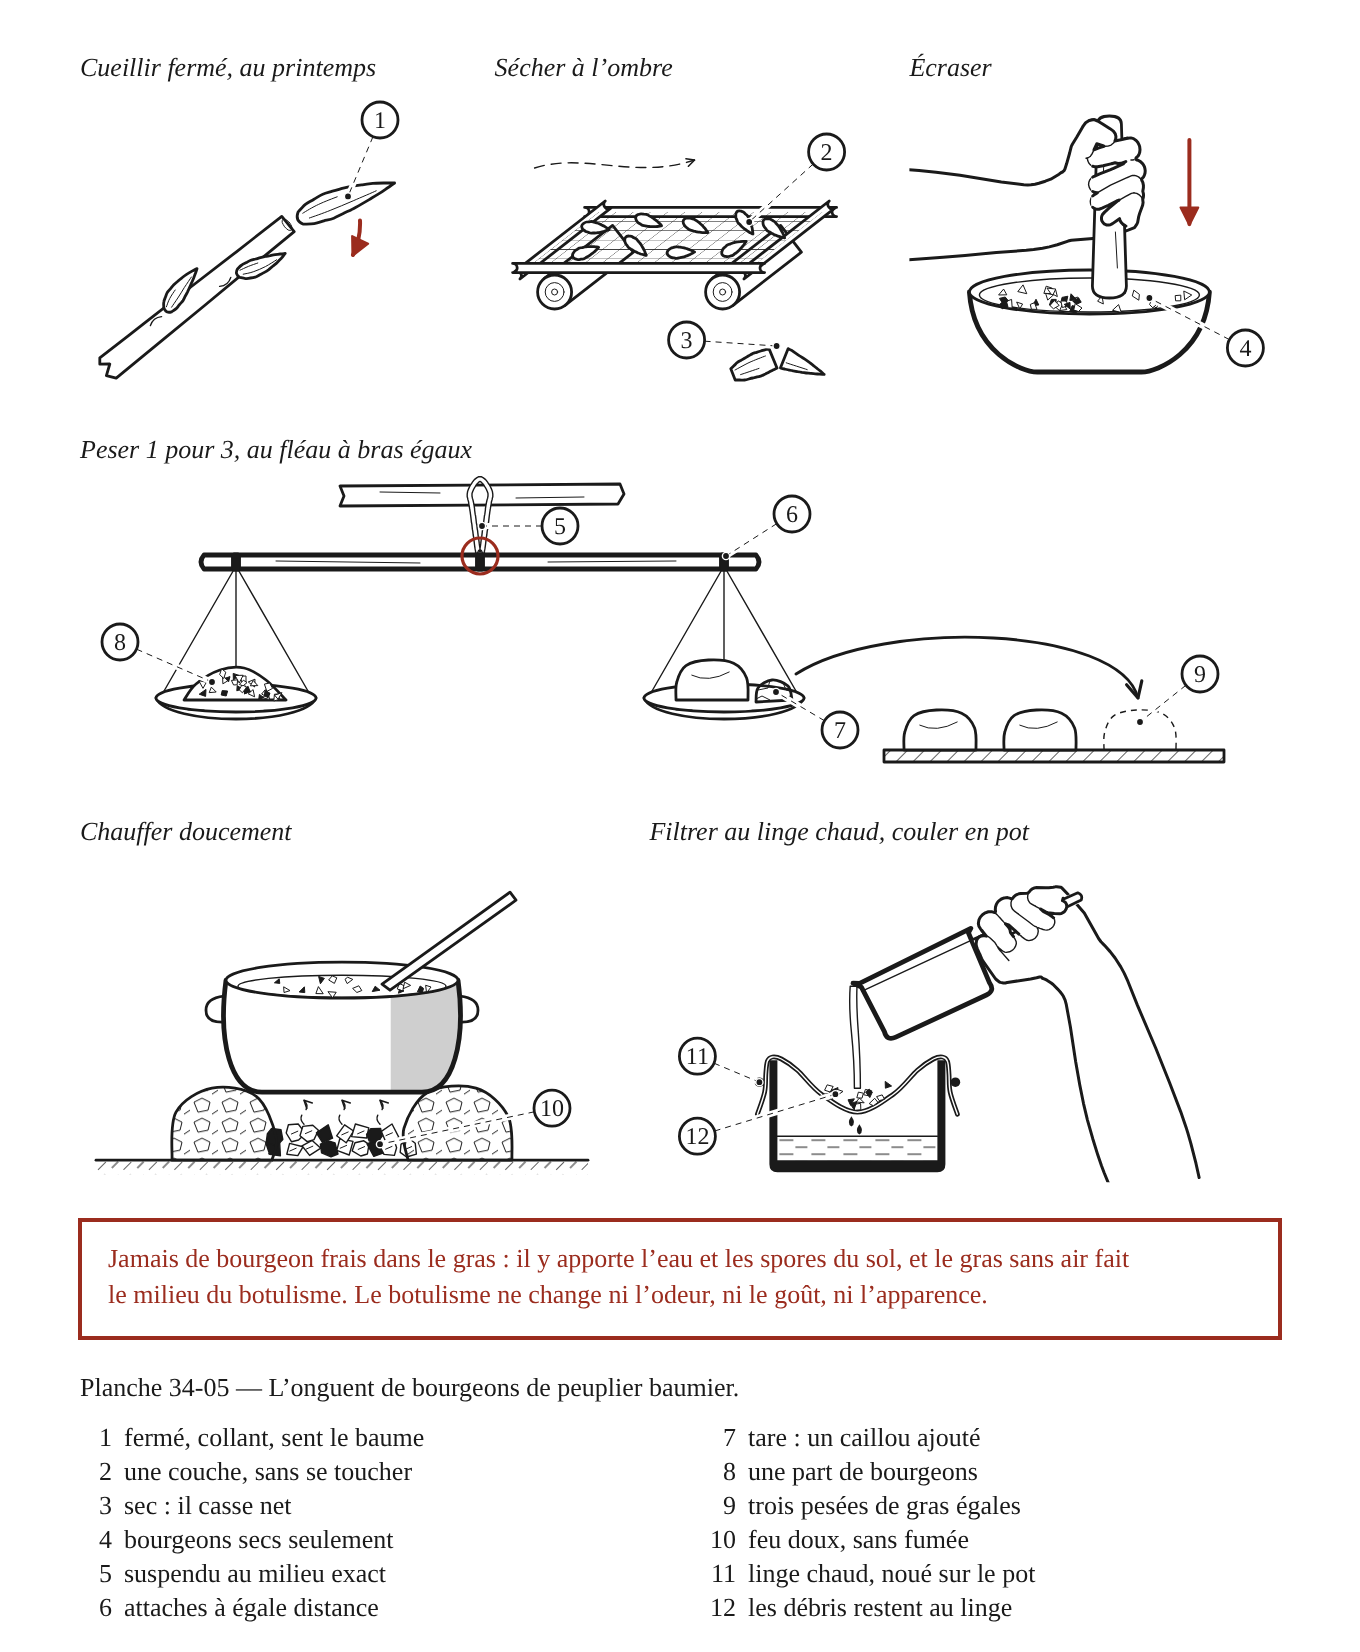 Cueillir fermé, au printemps
Sécher à l’ombre
Écraser
1
2
3
4
Peser 1 pour 3, au fléau à bras égaux
5
6
8
7
9
Chauffer doucement
Filtrer au linge chaud, couler en pot
10
11
12
Jamais de bourgeon frais dans le gras : il y apporte l’eau et les spores du sol, et le gras sans air fait
le milieu du botulisme. Le botulisme ne change ni l’odeur, ni le goût, ni l’apparence.
Planche 34-05 — L’onguent de bourgeons de peuplier baumier.
1 fermé, collant, sent le baume
2 une couche, sans se toucher
3 sec : il casse net
4 bourgeons secs seulement
5 suspendu au milieu exact
6 attaches à égale distance
7 tare : un caillou ajouté
8 une part de bourgeons
9 trois pesées de gras égales
10 feu doux, sans fumée
11 linge chaud, noué sur le pot
12 les débris restent au linge